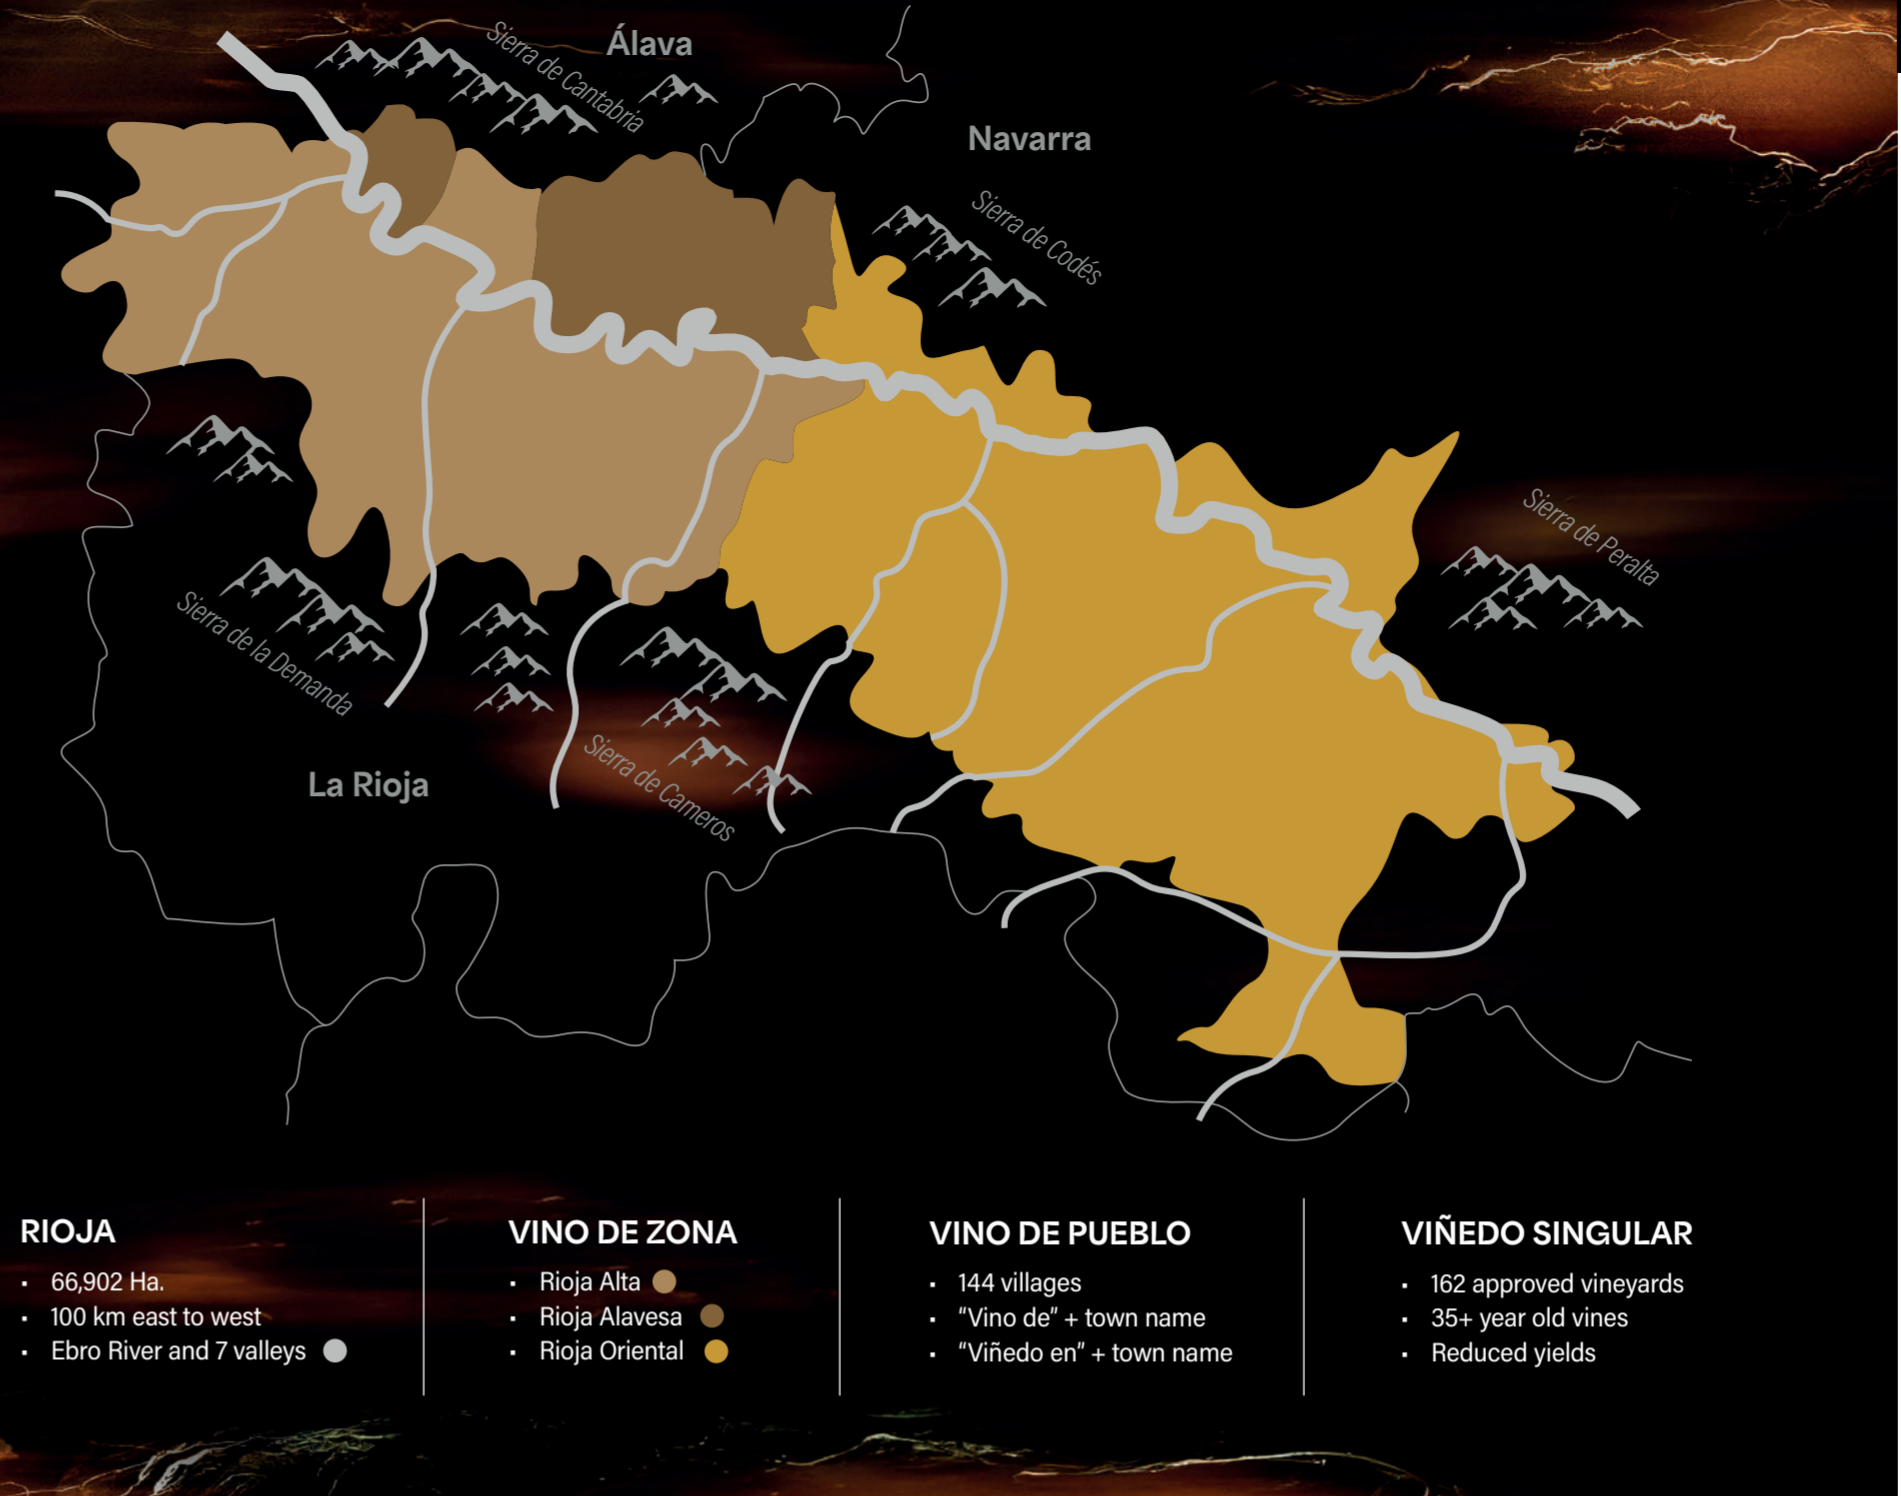 Álava
Sierra de Cantabria
Navarra
Sierra de Codés
Sierra de Peralta
Sierra de la Demanda
La Rioja
Sierra de Cameros
RIOJA
· 66,902 Ha.
· 100 km east to west
· Ebro River and 7 valleys
VINO DE ZONA
· Rioja Alta
· Rioja Alavesa
· Rioja Oriental
VINO DE PUEBLO
· 144 villages
· “Vino de” + town name
· “Viñedo en” + town name
VIÑEDO SINGULAR
· 162 approved vineyards
· 35+ year old vines
· Reduced yields